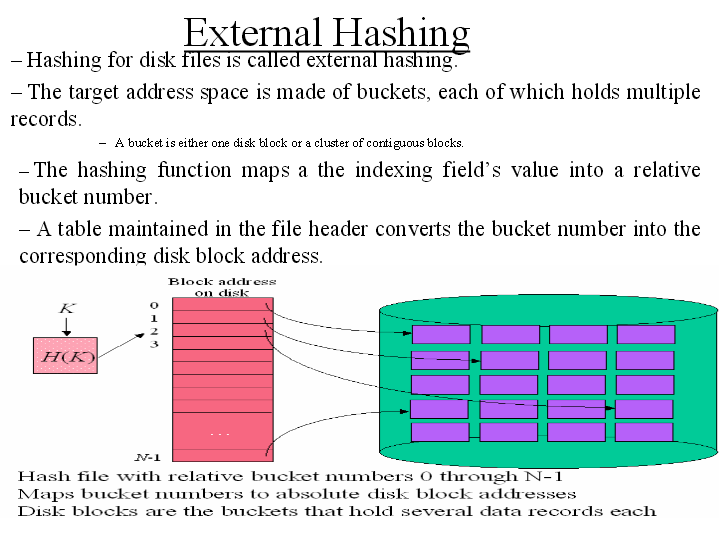 External Hashing
– Hashing for disk files is called external hashing.
– The target address space is made of buckets, each of which holds multiple
records.
– A bucket is either one disk block or a cluster of contiguous blocks.
– The hashing function maps a the indexing field's value into a relative
bucket number.
– A table maintained in the file header converts the bucket number into the
corresponding disk block address.
Block address
on disk
K
0
1
2
3
H(K)
. . .
N-1
Hash file with relative bucket numbers 0 through N-1
Maps bucket numbers to absolute disk block addresses
Disk blocks are the buckets that hold several data records each